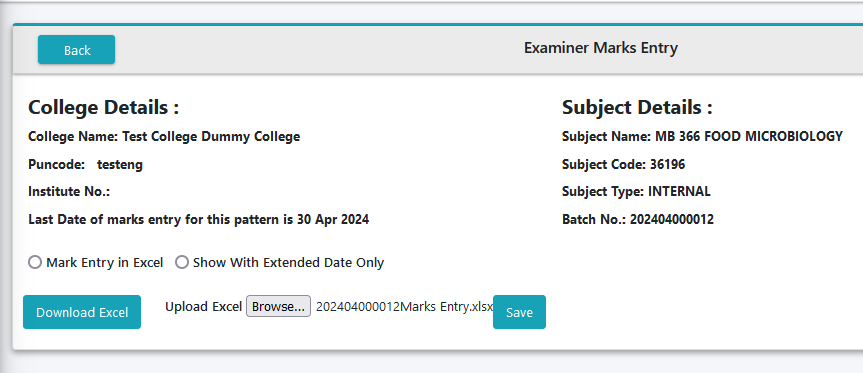 Back
Examiner Marks Entry
College Details :
College Name: Test College Dummy College
Puncode: testeng
Institute No.:
Last Date of marks entry for this pattern is 30 Apr 2024
Subject Details :
Subject Name: MB 366 FOOD MICROBIOLOGY
Subject Code: 36196
Subject Type: INTERNAL
Batch No.: 202404000012
Mark Entry in Excel Show With Extended Date Only
Download Excel Upload Excel Browse... 202404000012Marks Entry.xlsx Save